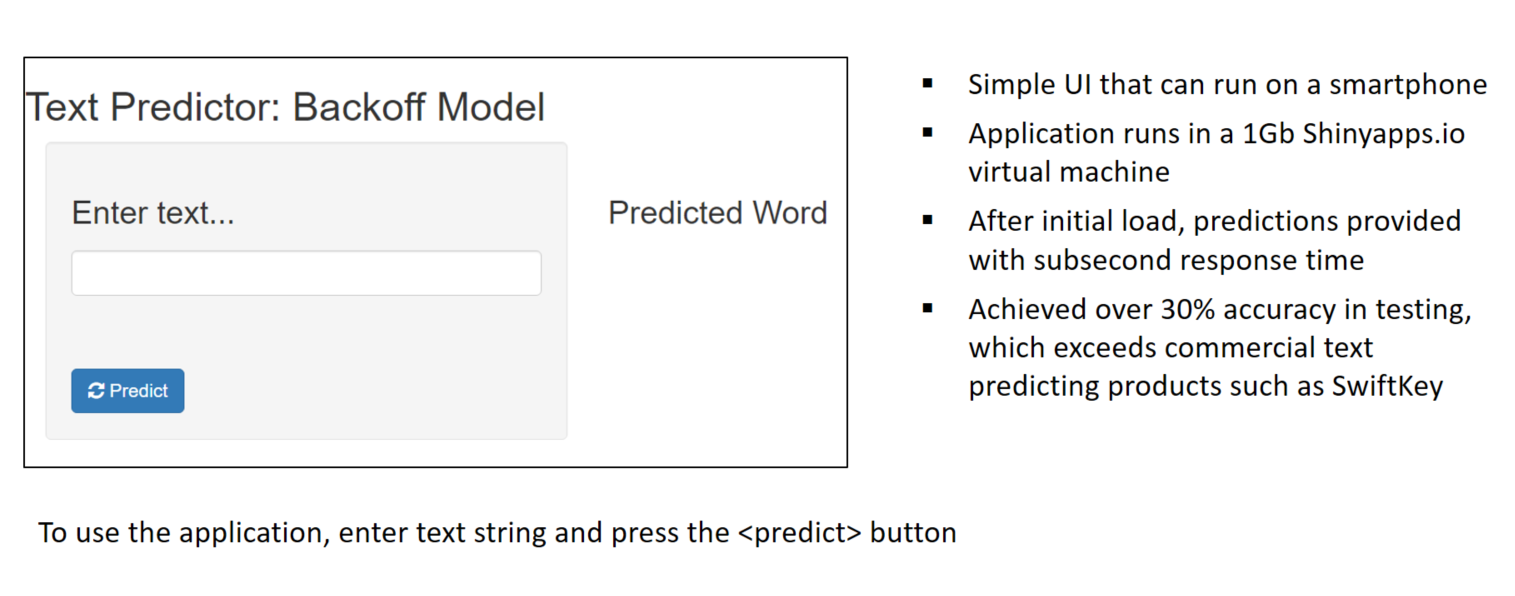 Text Predictor: Backoff Model
Enter text...
Predict
Predicted Word
▪ Simple UI that can run on a smartphone
▪ Application runs in a 1Gb Shinyapps.io
virtual machine
▪ After initial load, predictions provided
with subsecond response time
▪ Achieved over 30% accuracy in testing,
which exceeds commercial text
predicting products such as SwiftKey
To use the application, enter text string and press the <predict> button